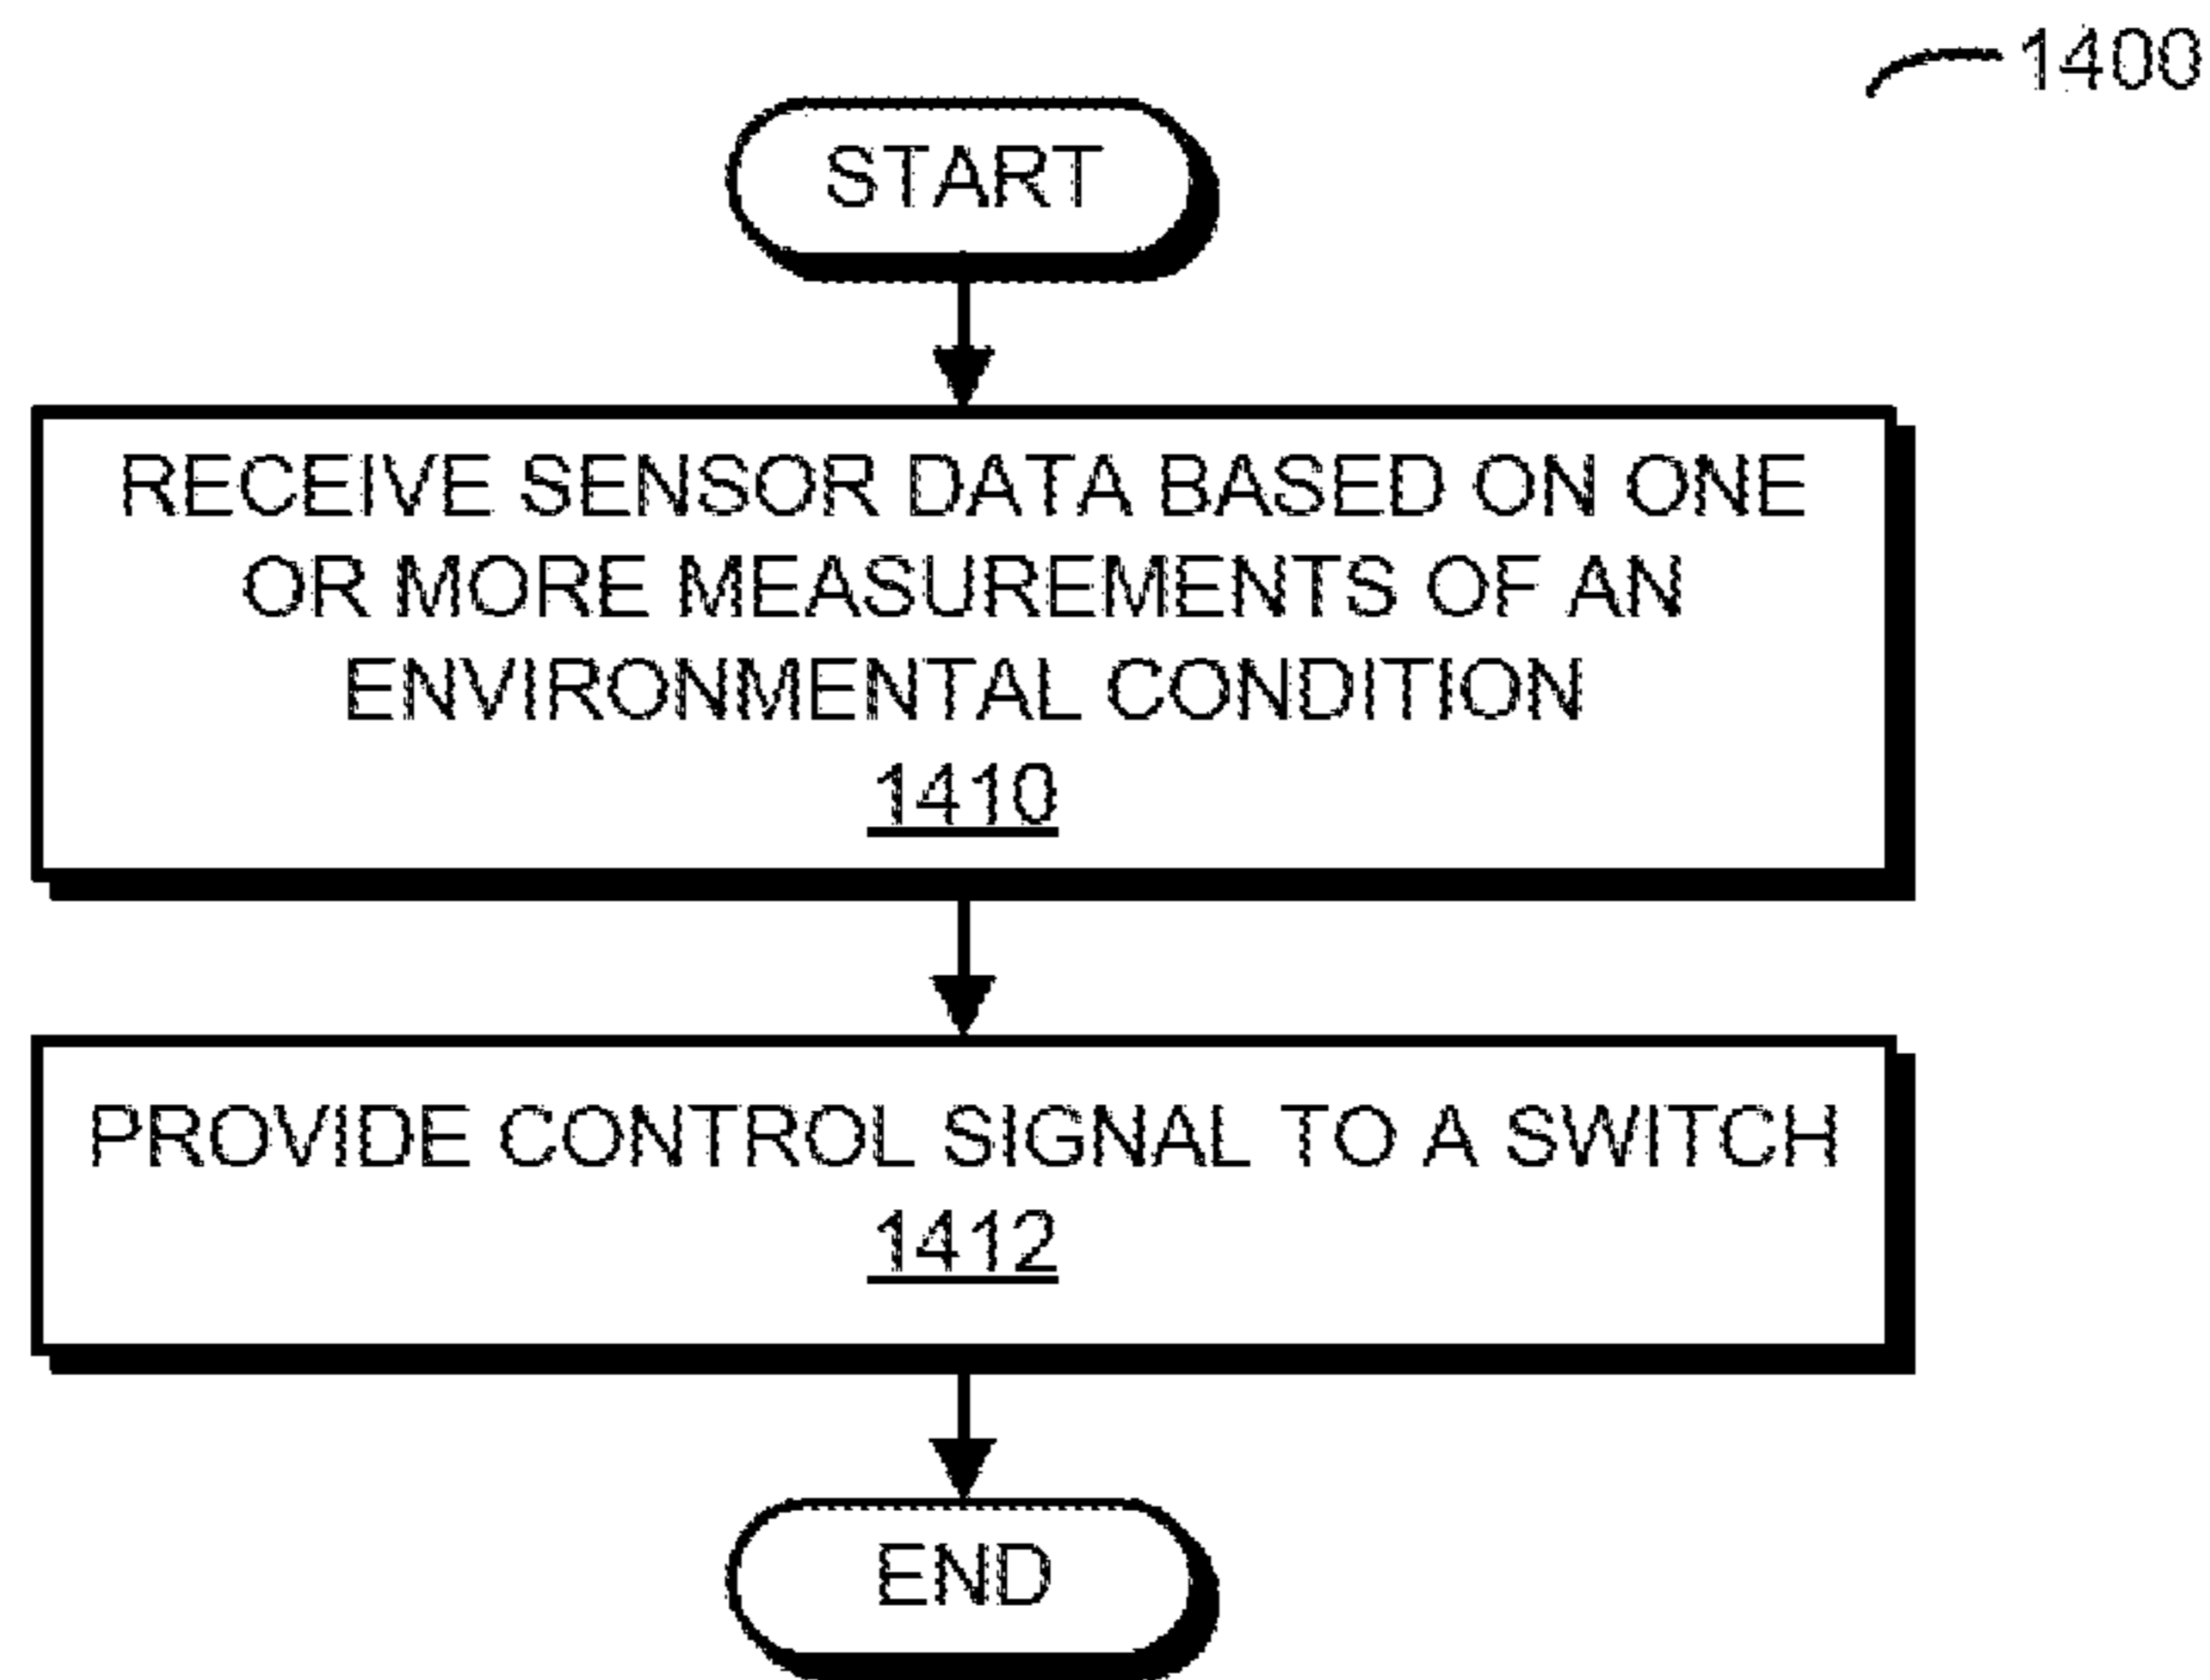 1400
START
RECEIVE SENSOR DATA BASED ON ONE
OR MORE MEASUREMENTS OF AN
ENVIRONMENTAL CONDITION
1410
PROVIDE CONTROL SIGNAL TO A SWITCH
1412
END